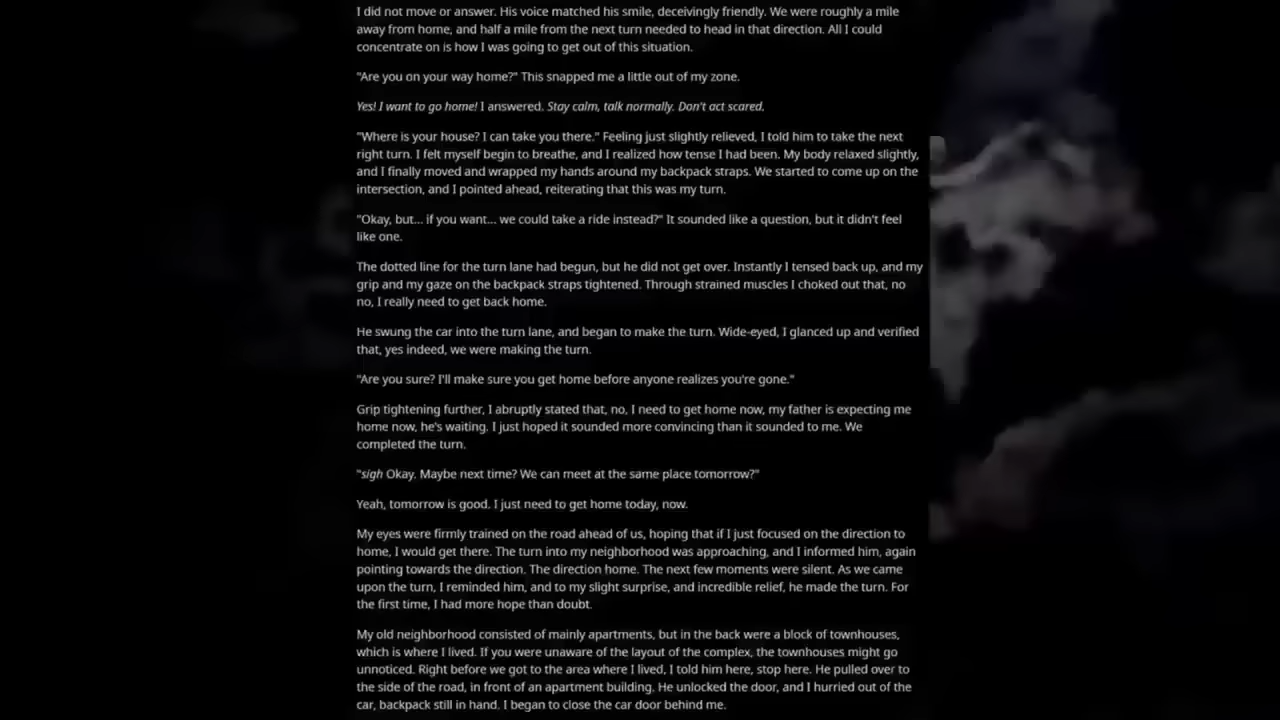 I did not move or answer. His voice matched his smile, deceivingly friendly. We were roughly a mile
away from home, and half a mile from the next turn needed to head in that direction. All I could
concentrate on is how I was going to get out of this situation.
"Are you on your way home?" This snapped me a little out of my zone.
Yes! I want to go home! I answered. Stay calm, talk normally. Don't act scared.
"Where is your house? I can take you there." Feeling just slightly relieved, I told him to take the next
right turn. I felt myself begin to breathe, and I realized how tense I had been. My body relaxed slightly,
and I finally moved and wrapped my hands around my backpack straps. We started to come up on the
intersection, and I pointed ahead, reiterating that this was my turn.
"Okay, but... if you want... we could take a ride instead?" It sounded like a question, but it didn't feel
like one.
The dotted line for the turn lane had begun, but he did not get over. Instantly I tensed back up, and my
grip and my gaze on the backpack straps tightened. Through strained muscles I choked out that, no
no, I really need to get back home.
He swung the car into the turn lane, and began to make the turn. Wide-eyed, I glanced up and verified
that, yes indeed, we were making the turn.
"Are you sure? I'll make sure you get home before anyone realizes you're gone."
Grip tightening further, I abruptly stated that, no, I need to get home now, my father is expecting me
home now, he's waiting. I just hoped it sounded more convincing than it sounded to me. We
completed the turn.
"sigh Okay. Maybe next time? We can meet at the same place tomorrow?"
Yeah, tomorrow is good. I just need to get home today, now.
My eyes were firmly trained on the road ahead of us, hoping that if I just focused on the direction to
home, I would get there. The turn into my neighborhood was approaching, and I informed him, again
pointing towards the direction. The direction home. The next few moments were silent. As we came
upon the turn, I reminded him, and to my slight surprise, and incredible relief, he made the turn. For
the first time, I had more hope than doubt.
My old neighborhood consisted of mainly apartments, but in the back were a block of townhouses,
which is where I lived. If you were unaware of the layout of the complex, the townhouses might go
unnoticed. Right before we got to the area where I lived, I told him here, stop here. He pulled over to
the side of the road, in front of an apartment building. He unlocked the door, and I hurried out of the
car, backpack still in hand. I began to close the car door behind me.